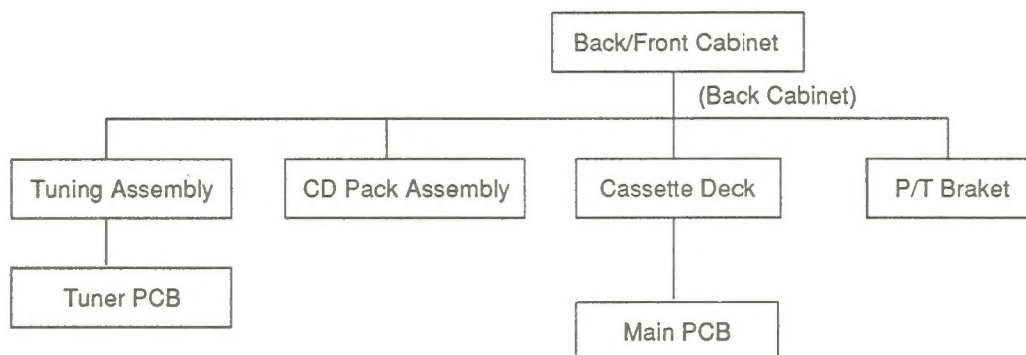 Back/Front Cabinet
(Back Cabinet)
Tuning Assembly
CD Pack Assembly
Cassette Deck
P/T Braket
Tuner PCB
Main PCB